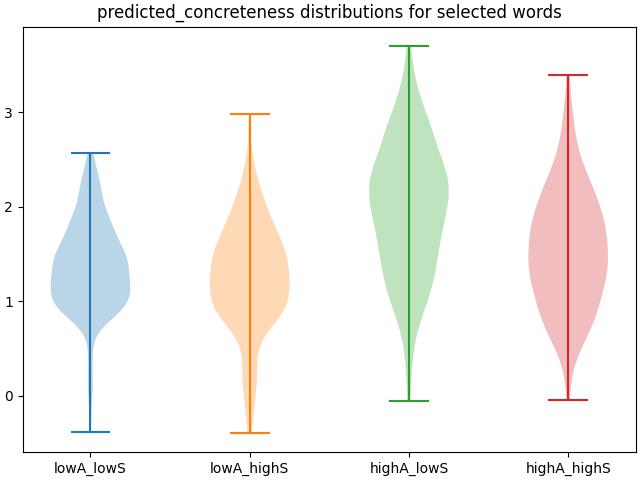 predicted_concreteness distributions for selected words
3
2
1
0
lowA_lowS
lowA_highS
highA_lowS
highA_highS